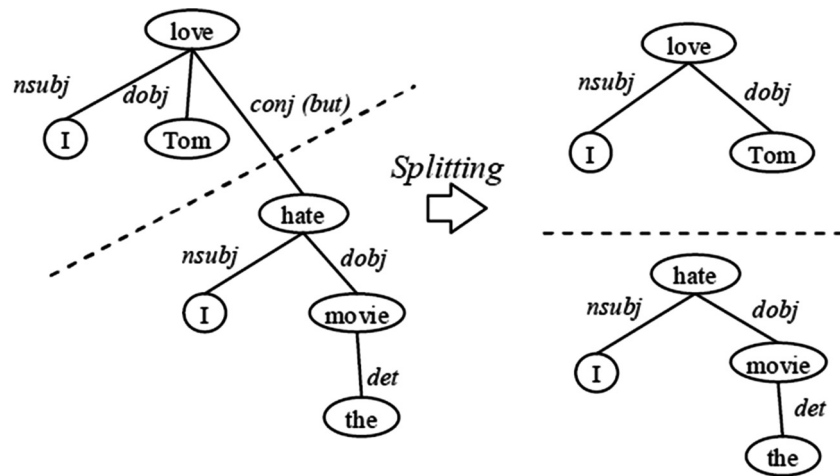 love
nsubj
dobj
conj (but)
I
Tom
hate
nsubj
dobj
I
movie
det
the
Splitting
love
nsubj
dobj
I
Tom
hate
nsubj
dobj
I
movie
det
the